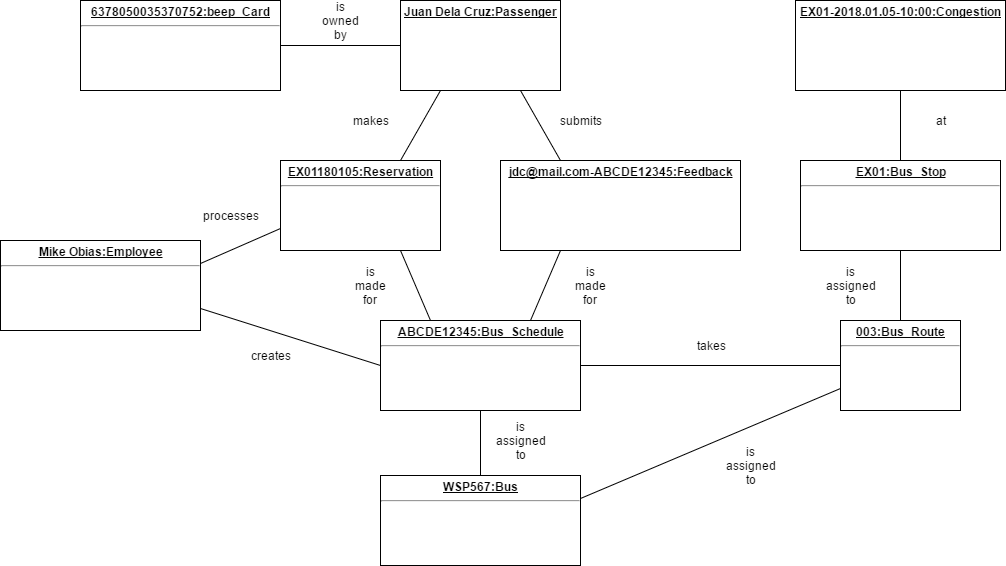 6378050035370752:beep_Card
is
owned
by
Juan Dela Cruz:Passenger
EX01-2018.01.05-10:00:Congestion
makes
submits
at
EX01180105:Reservation
jdc@mail.com-ABCDE12345:Feedback
EX01:Bus_Stop
processes
Mike Obias:Employee
is
made
for
is
made
for
is
assigned
to
creates
ABCDE12345:Bus_Schedule
takes
003:Bus_Route
is
assigned
to
is
assigned
to
WSP567:Bus